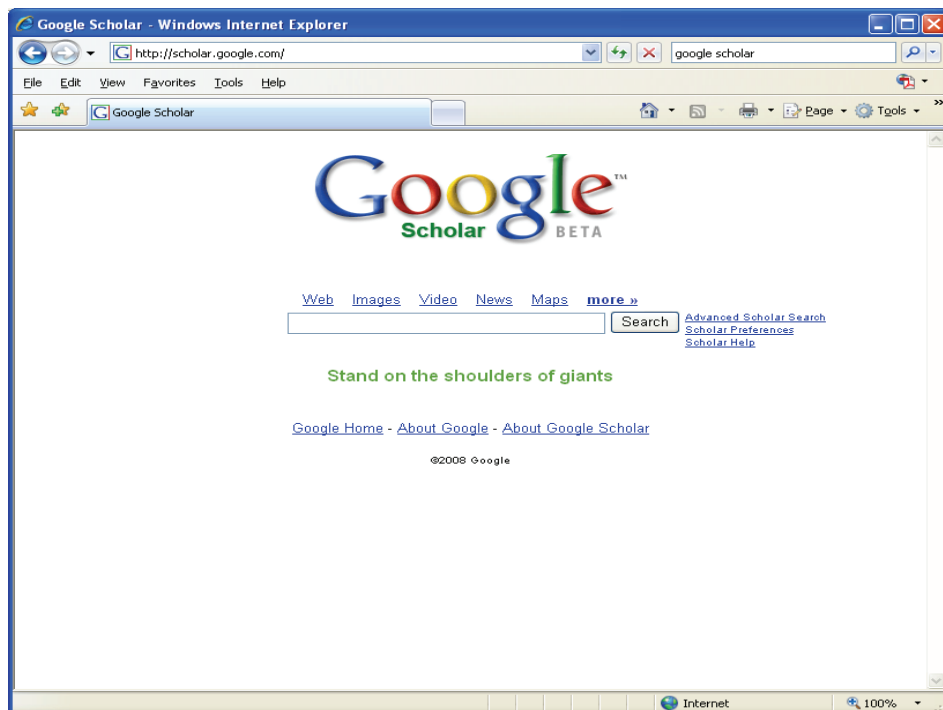 Google Scholar - Windows Internet Explorer
http://scholar.google.com/
google scholar
File Edit View Favorites Tools Help
Google Scholar
Page Tools »
Google™
Scholar BETA
Web Images Video News Maps more »
Search
Advanced Scholar Search
Scholar Preferences
Scholar Help
Stand on the shoulders of giants
Google Home - About Google - About Google Scholar
©2008 Google
Internet 100%